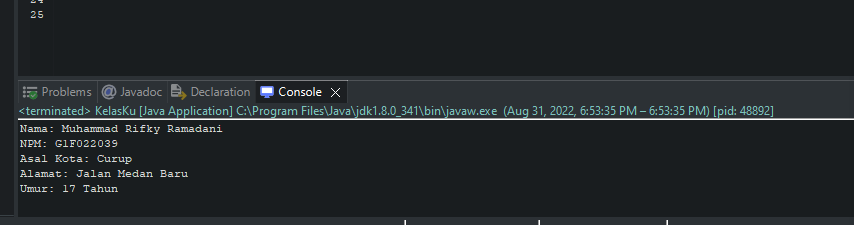 24
25
Problems @ Javadoc Declaration Console
<terminated> KelasKu [Java Application] C:\Program Files\Java\jdk1.8.0_341\bin\javaw.exe (Aug 31, 2022, 6:53:35 PM – 6:53:35 PM) [pid: 48892]
Nama: Muhammad Rifky Ramadani
NPM: G1F022039
Asal Kota: Curup
Alamat: Jalan Medan Baru
Umur: 17 Tahun